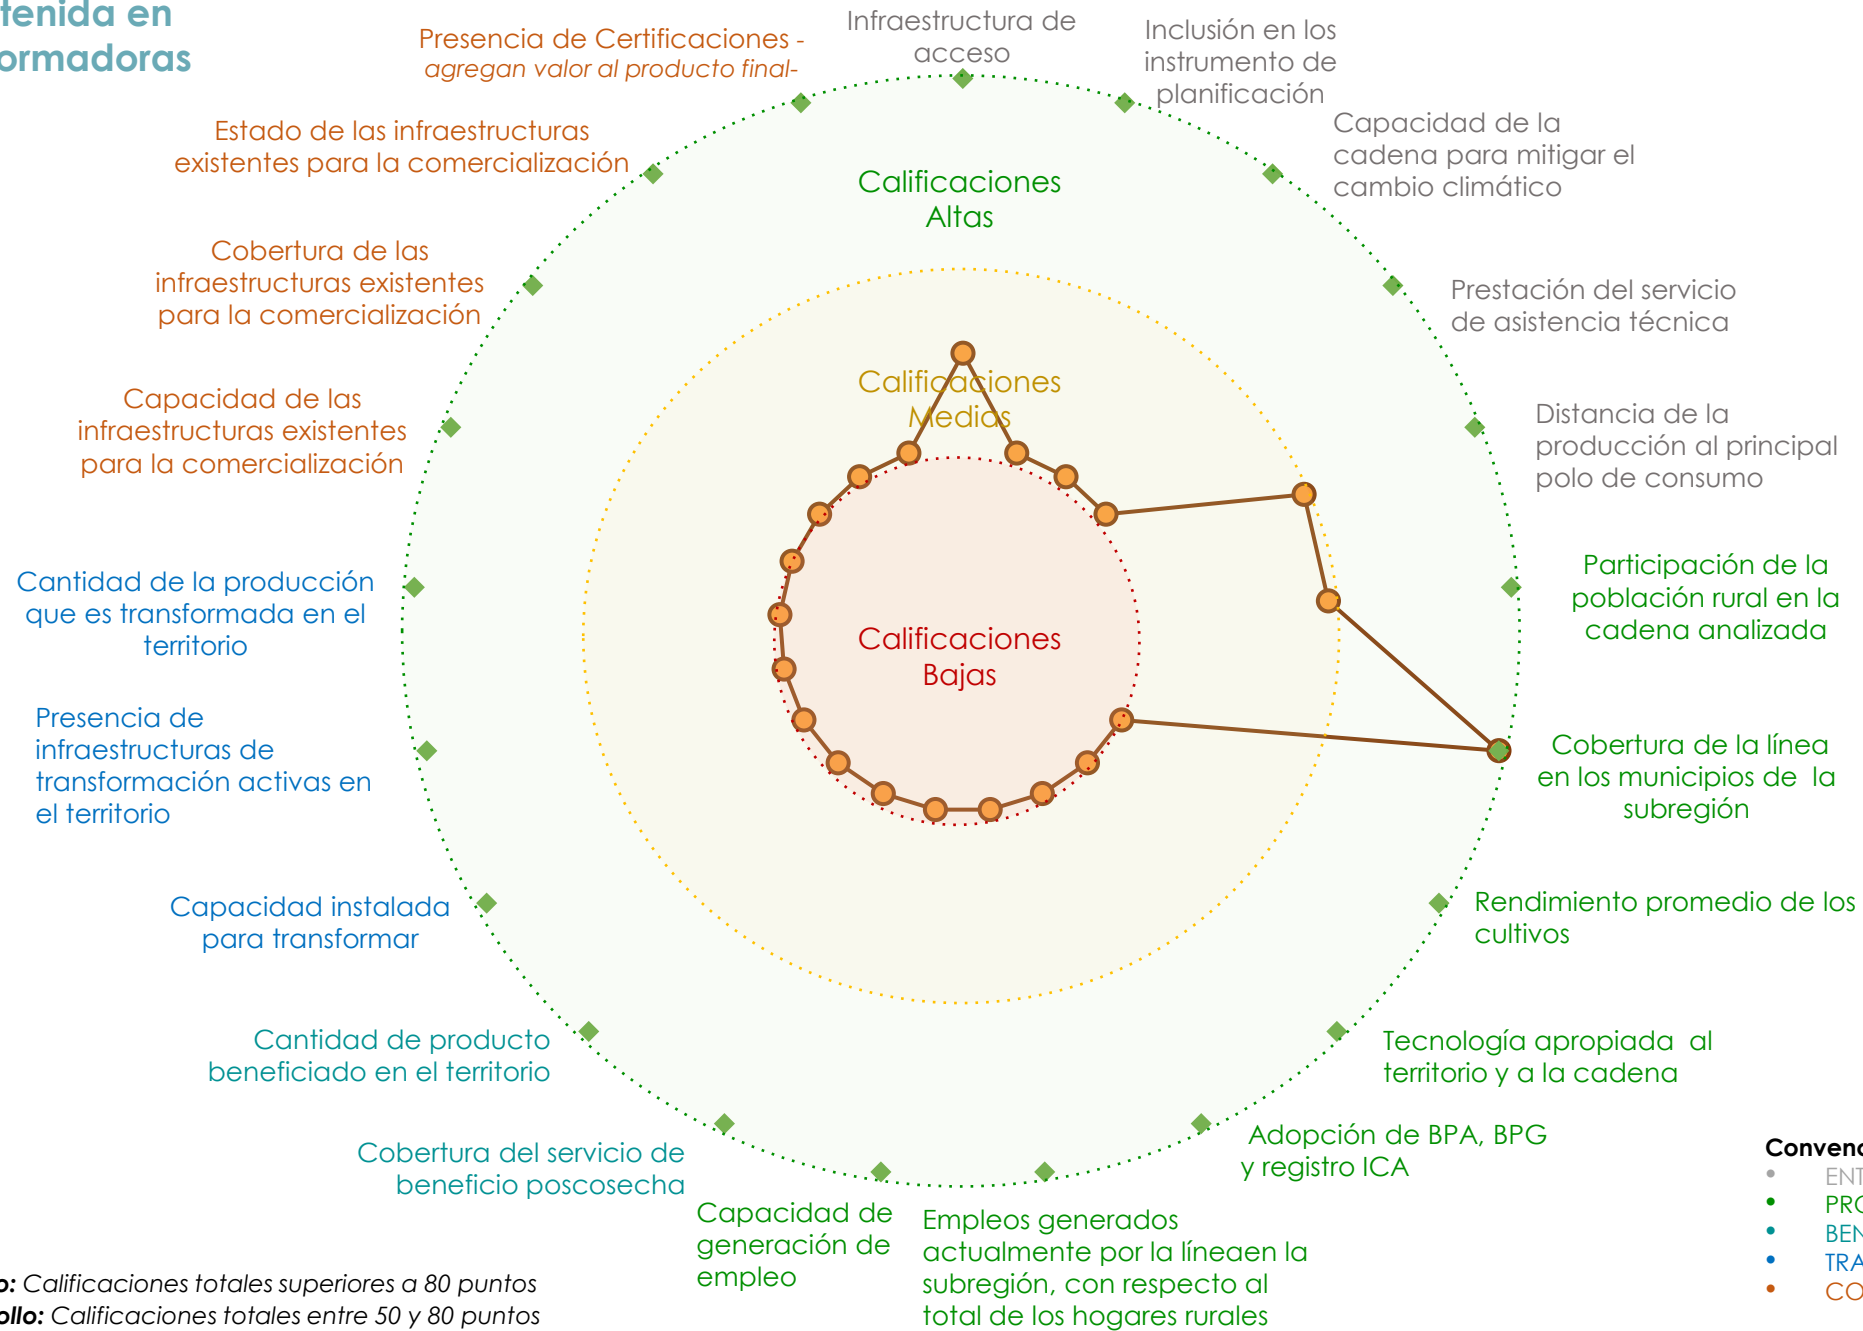 tenida en
ormadoras
Presencia de Certificaciones -
agregan valor al producto final-
Infraestructura de
acceso
Inclusión en los
instrumento de
planificación
Estado de las infraestructuras
existentes para la comercialización
Capacidad de la
cadena para mitigar el
cambio climático
Calificaciones
Altas
Cobertura de las
infraestructuras existentes
para la comercialización
Prestación del servicio
de asistencia técnica
Calificaciones
Medias
Capacidad de las
infraestructuras existentes
para la comercialización
Distancia de la
producción al principal
polo de consumo
Cantidad de la producción
que es transformada en el
territorio
Participación de la
población rural en la
cadena analizada
Calificaciones
Bajas
Presencia de
infraestructuras de
transformación activas en
el territorio
Cobertura de la línea
en los municipios de  la
subregión
Capacidad instalada
para transformar
Rendimiento promedio de los
cultivos
Cantidad de producto
beneficiado en el territorio
Tecnología apropiada  al
territorio y a la cadena
Cobertura del servicio de
beneficio poscosecha
Adopción de BPA, BPG
y registro ICA
Capacidad de
generación de
empleo
Empleos generados
actualmente por la líneaen la
subregión, con respecto al
total de los hogares rurales
Convenc
• ENT
• PRO
• BEN
• TRA
• CO
o: Calificaciones totales superiores a 80 puntos
ollo: Calificaciones totales entre 50 y 80 puntos